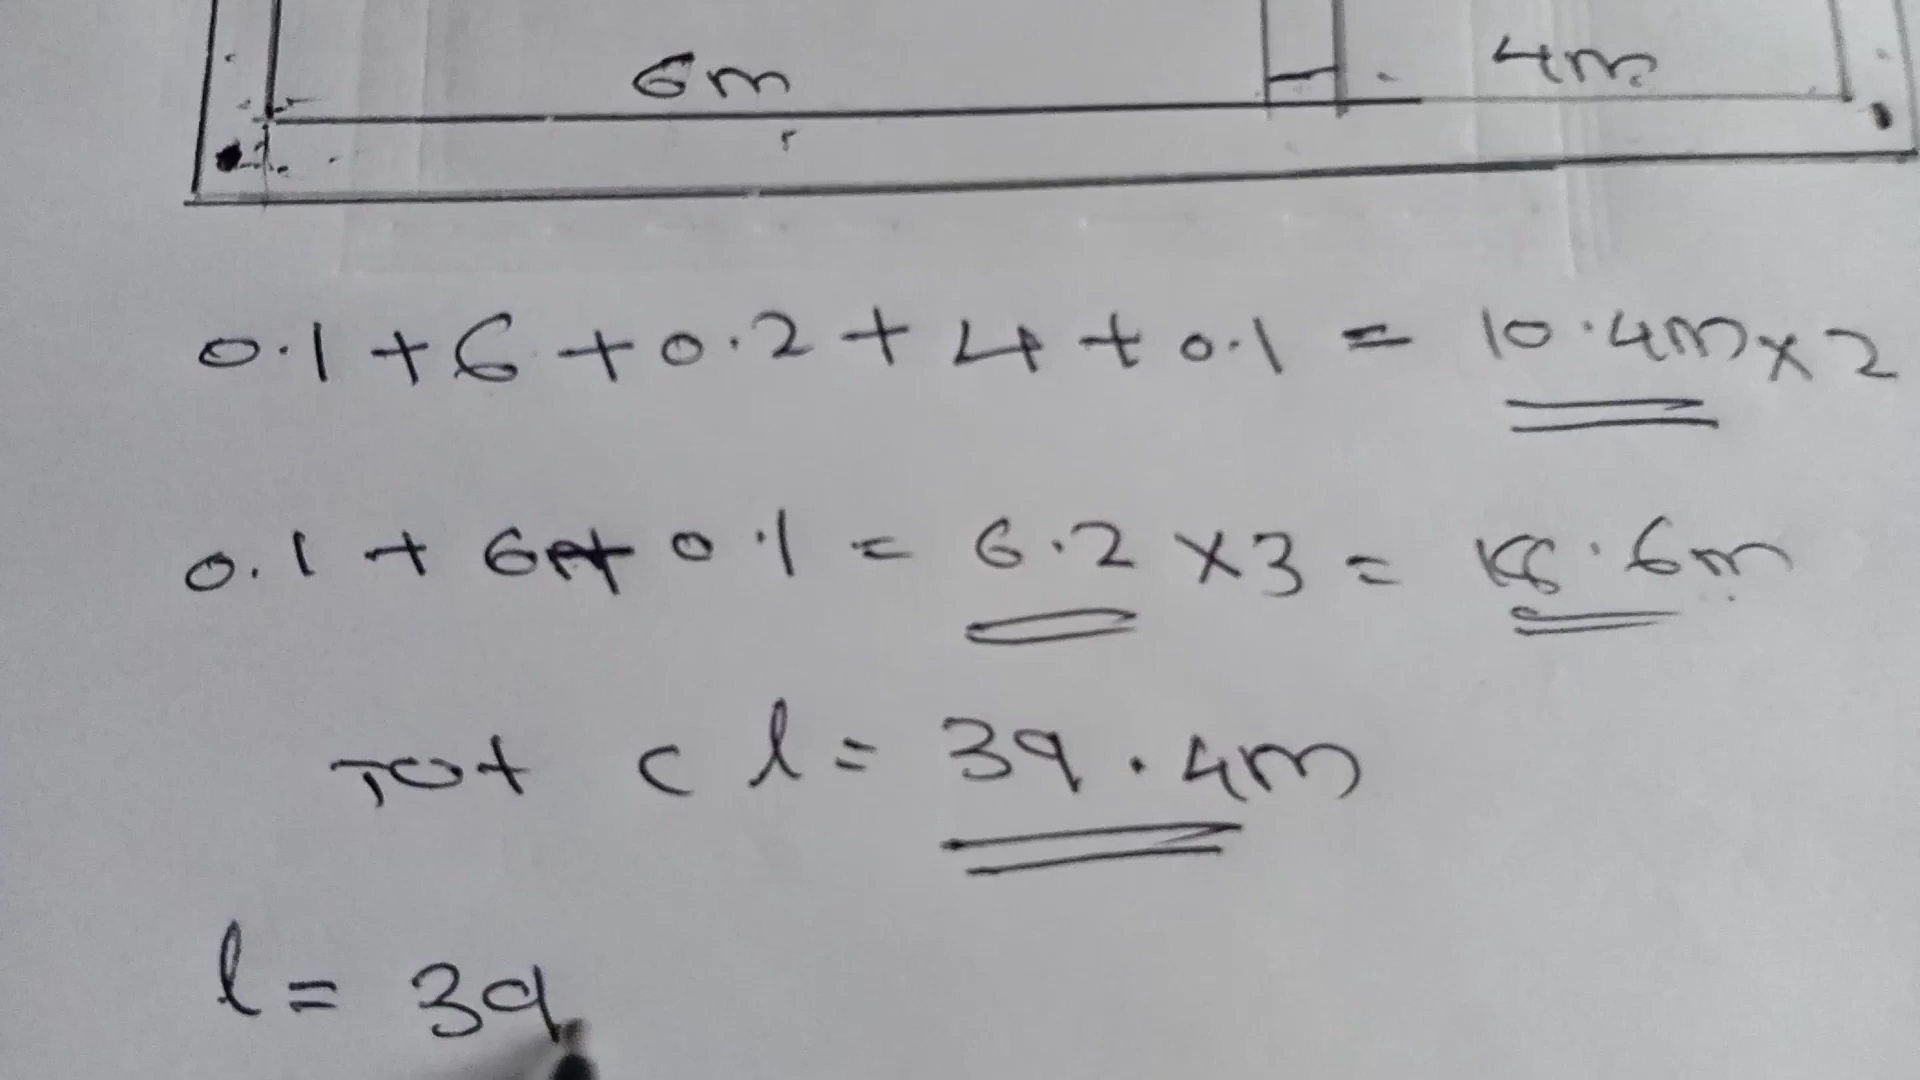 6m 4m
0.1 + 6 + 0.2 + 4 + 0.1 = 10.4m x 2
0.1 + 6 + 0.1 = 6.2 x 3 = 18.6m
TOT c l = 39.4m
l = 39